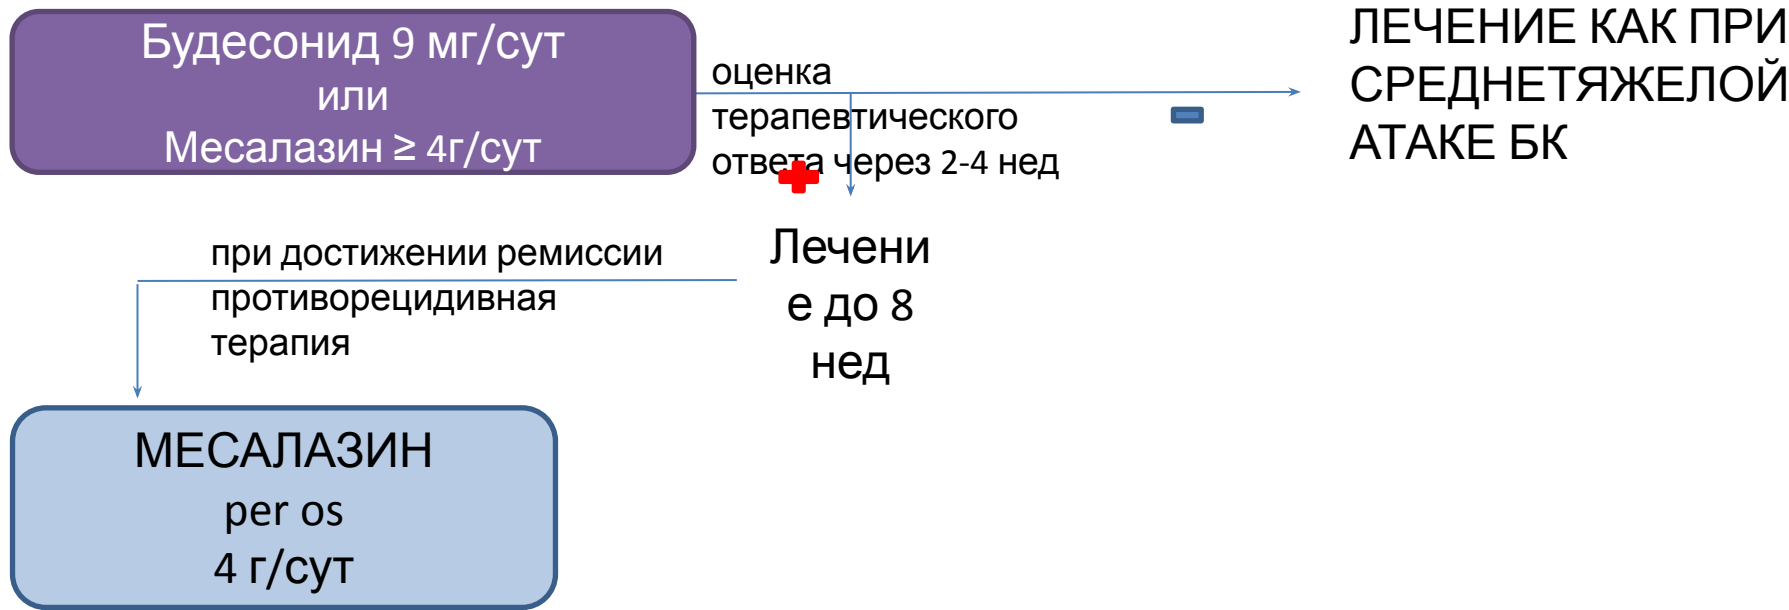 Будесонид 9 мг/сут
или
Месалазин ≥ 4г/сут
оценка
терапевтического
ответа через 2-4 нед
ЛЕЧЕНИЕ КАК ПРИ
СРЕДНЕТЯЖЕЛОЙ
АТАКЕ БК
Лечени
е до 8
нед
при достижении ремиссии
противорецидивная
терапия
МЕСАЛАЗИН
per os
4 г/сут